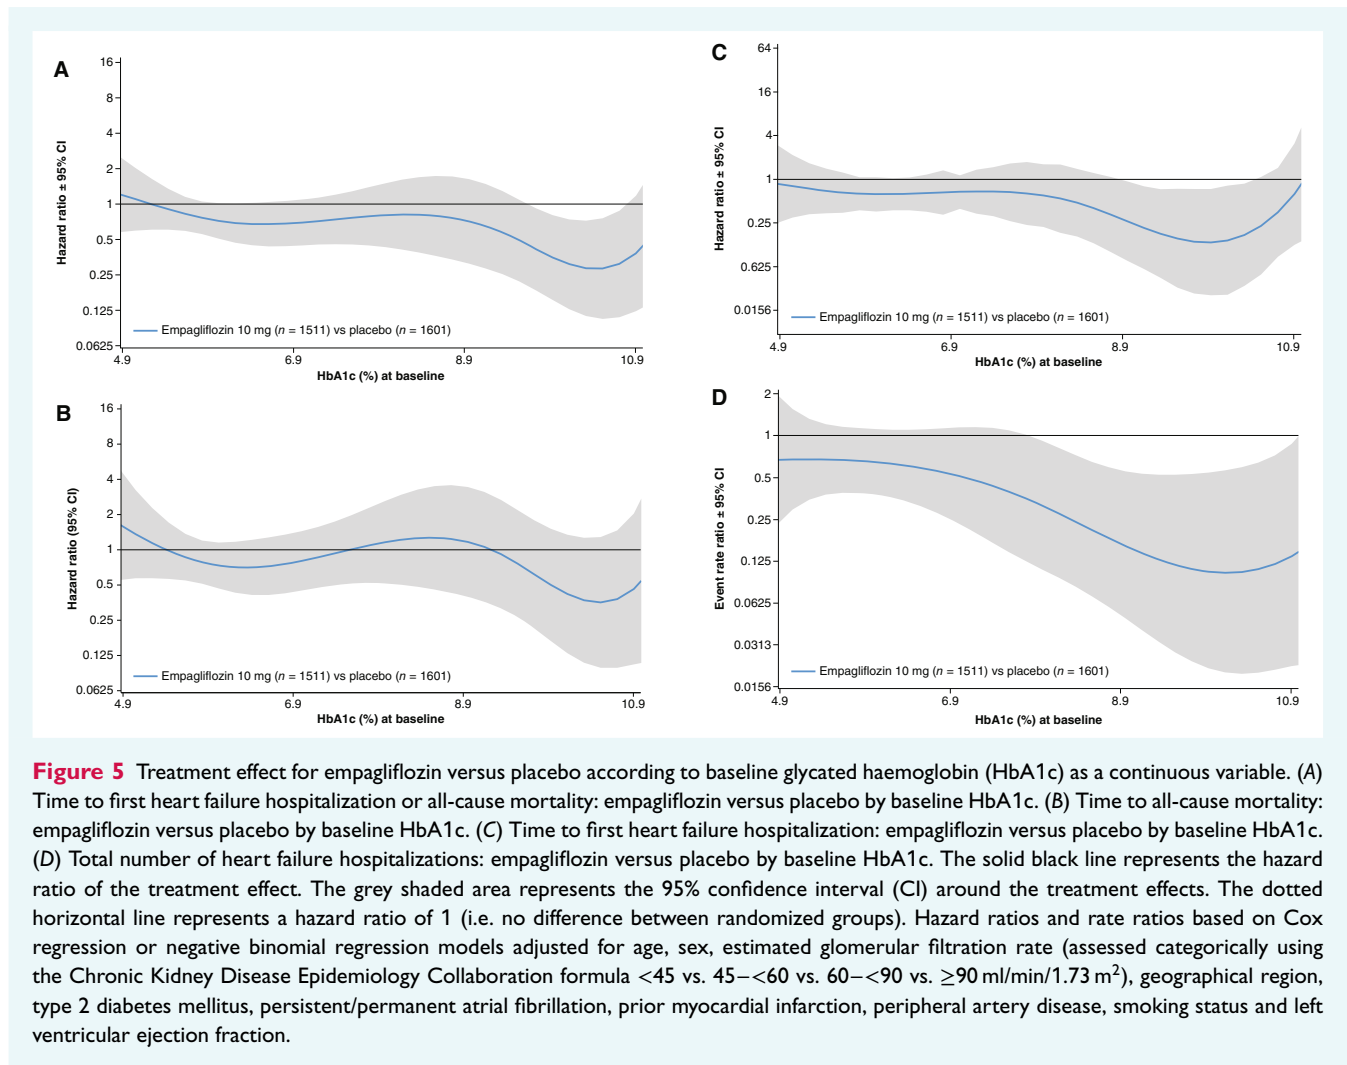 A
16
8
4
2
1
0.5
0.25
0.125
0.0625
Hazard ratio ± 95% CI
Empagliflozin 10 mg (n = 1511) vs placebo (n = 1601)
4.9 6.9 8.9 10.9
HbA1c (%) at baseline
B
16
8
4
2
1
0.5
0.25
0.125
0.0625
Hazard ratio (95% CI)
Empagliflozin 10 mg (n = 1511) vs placebo (n = 1601)
4.9 6.9 8.9 10.9
HbA1c (%) at baseline
C
64
16
4
1
0.25
0.625
0.0156
Hazard ratio ± 95% CI
Empagliflozin 10 mg (n = 1511) vs placebo (n = 1601)
4.9 6.9 8.9 10.9
HbA1c (%) at baseline
D
2
1
0.5
0.25
0.125
0.0625
0.0313
0.0156
Event rate ratio ± 95% CI
Empagliflozin 10 mg (n = 1511) vs placebo (n = 1601)
4.9 6.9 8.9 10.9
HbA1c (%) at baseline
Figure 5 Treatment effect for empagliflozin versus placebo according to baseline glycated haemoglobin (HbA1c) as a continuous variable. (A)
Time to first heart failure hospitalization or all-cause mortality: empagliflozin versus placebo by baseline HbA1c. (B) Time to all-cause mortality:
empagliflozin versus placebo by baseline HbA1c. (C) Time to first heart failure hospitalization: empagliflozin versus placebo by baseline HbA1c.
(D) Total number of heart failure hospitalizations: empagliflozin versus placebo by baseline HbA1c. The solid black line represents the hazard
ratio of the treatment effect. The grey shaded area represents the 95% confidence interval (CI) around the treatment effects. The dotted
horizontal line represents a hazard ratio of 1 (i.e. no difference between randomized groups). Hazard ratios and rate ratios based on Cox
regression or negative binomial regression models adjusted for age, sex, estimated glomerular filtration rate (assessed categorically using
the Chronic Kidney Disease Epidemiology Collaboration formula <45 vs. 45–<60 vs. 60–<90 vs. ≥90 ml/min/1.73 m²), geographical region,
type 2 diabetes mellitus, persistent/permanent atrial fibrillation, prior myocardial infarction, peripheral artery disease, smoking status and left
ventricular ejection fraction.